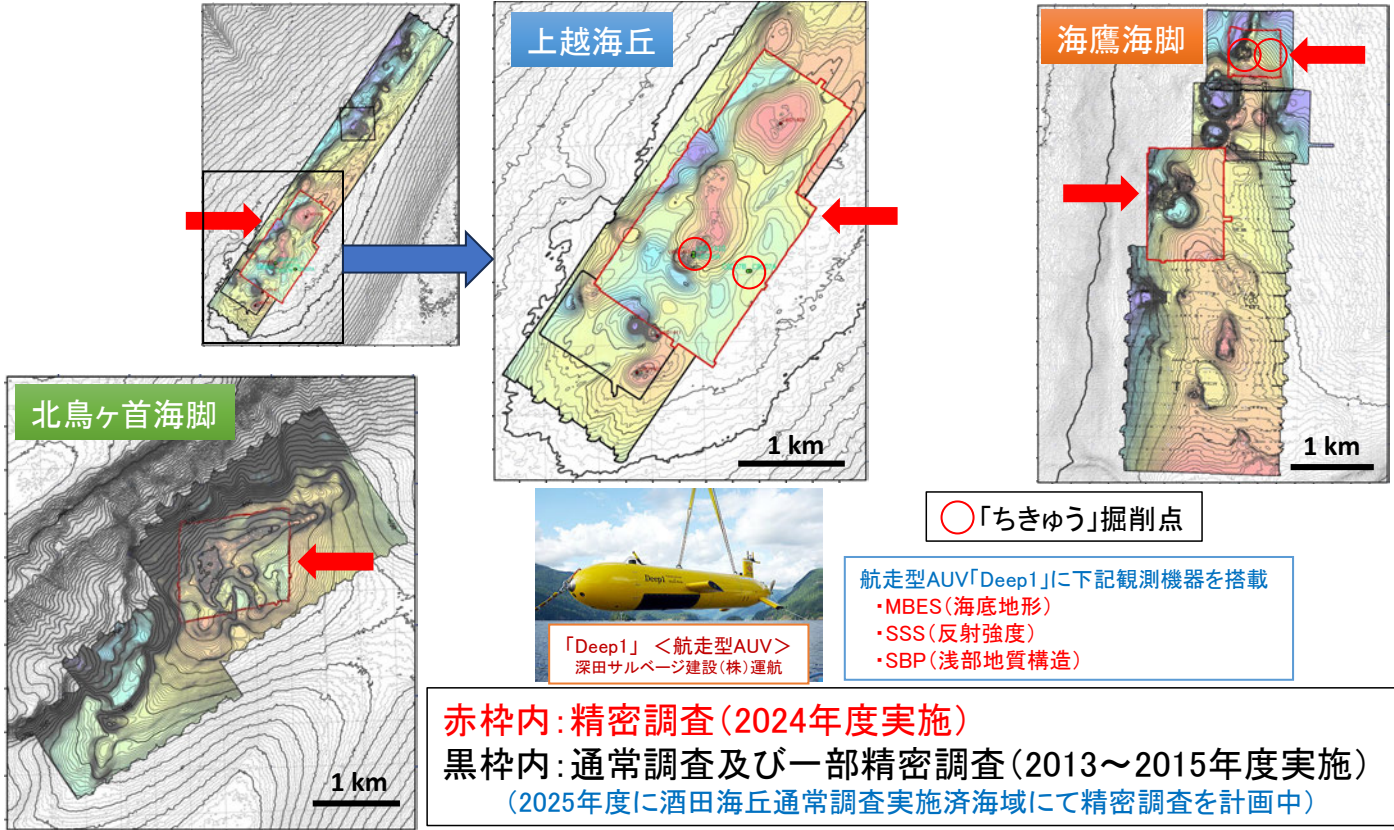 上越海丘
海鷹海脚
北鳥ヶ首海脚
1 km
1 km
1 km
「ちきゅう」掘削点
Deep1
「Deep1」 <航走型AUV>
深田サルベージ建設(株)運航
航走型AUV「Deep1」に下記観測機器を搭載
・MBES(海底地形)
・SSS(反射強度)
・SBP(浅部地質構造)
赤枠内:精密調査(2024年度実施)
黒枠内:通常調査及び一部精密調査(2013~2015年度実施)
(2025年度に酒田海丘通常調査実施済海域にて精密調査を計画中)